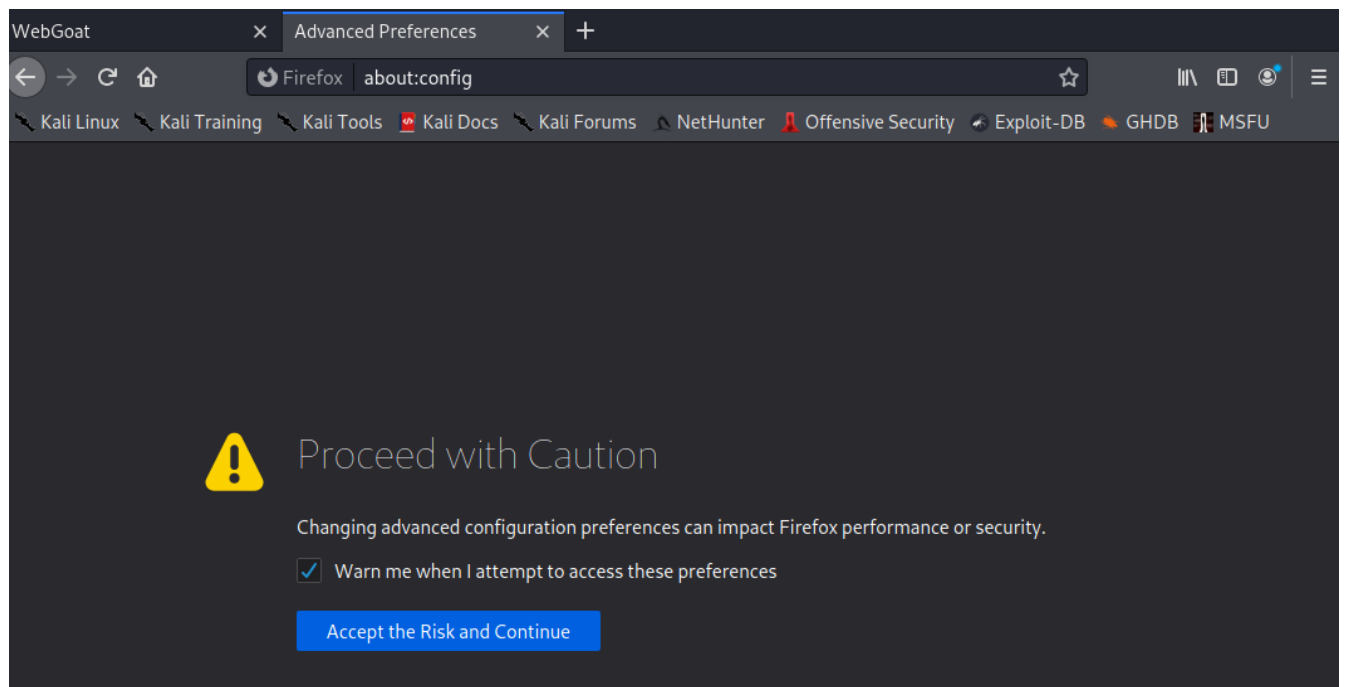 WebGoat Advanced Preferences
Firefox about:config
Kali Linux Kali Training Kali Tools Kali Docs Kali Forums NetHunter Offensive Security Exploit-DB GHDB MSFU
Proceed with Caution
Changing advanced configuration preferences can impact Firefox performance or security.
Warn me when I attempt to access these preferences
Accept the Risk and Continue